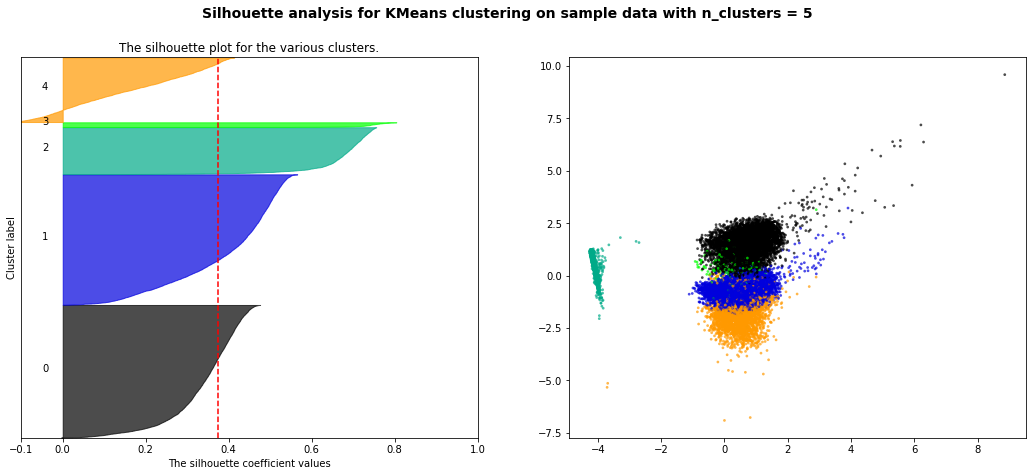 Silhouette analysis for KMeans clustering on sample data with n_clusters = 5
The silhouette plot for the various clusters.
Cluster label
4
3
2
1
0
−0.1 0.0 0.2 0.4 0.6 0.8 1.0
The silhouette coefficient values
10.0
7.5
5.0
2.5
0.0
−2.5
−5.0
−7.5
−4 −2 0 2 4 6 8